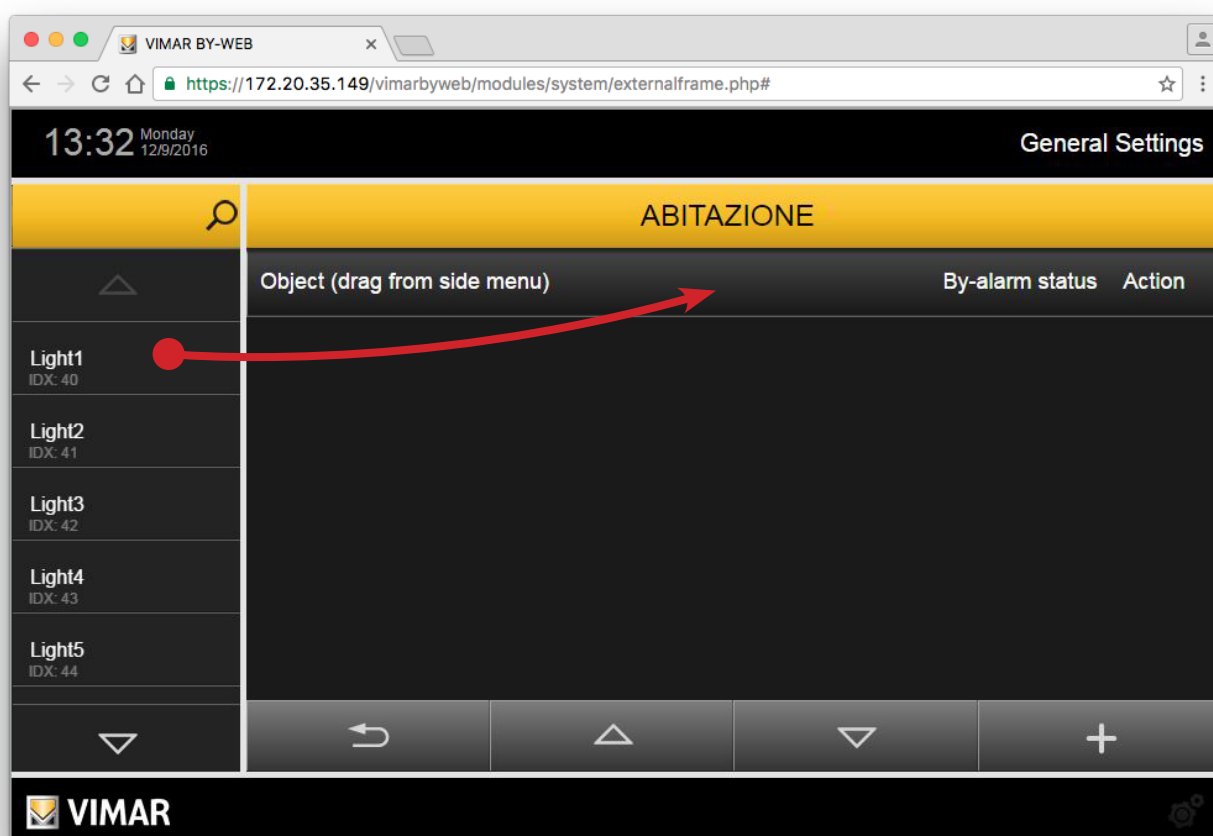 VIMAR BY-WEB
https://172.20.35.149/vimarbyweb/modules/system/externalframe.php#
13:32 Monday
12/9/2016
General Settings
ABITAZIONE
Object (drag from side menu) By-alarm status Action
Light1
IDX: 40
Light2
IDX: 41
Light3
IDX: 42
Light4
IDX: 43
Light5
IDX: 44
VIMAR